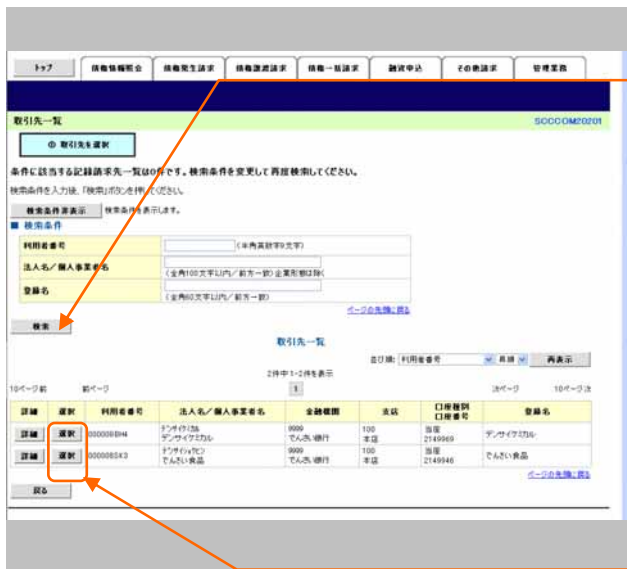 トップ 債権情報照会 債権発生請求 債権譲渡請求 債権一括請求 融資申込 その他請求 管理業務
取引先一覧 SCCCOM20201
① 取引先を選択
条件に該当する記録請求先一覧は0件です。検索条件を変更して再度検索してください。
検索条件を入力後、「検索」ボタンを押してください。
検索条件非表示 検索条件を表示します。
■ 検索条件
利用者番号 (半角英数字9文字)
法人名/個人事業者名 (全角100文字以内/前方一致)企業形態は除く
登録名 (全角60文字以内/前方一致)
ページの先頭に戻る
検索
取引先一覧
並び順: 利用者番号 昇順 再表示
2件中1-2件を表示
10ページ前 前ページ 1 次ページ 10ページ次
詳細 選択 利用者番号 法人名/個人事業者名 金融機関 支店 口座種別 口座番号 登録名
詳細 選択 デンサイケミカル 9999 でんさい銀行 100 本店 当座 2149969 デンサイケミカル
詳細 選択 でんさい食品 9999 でんさい銀行 100 本店 当座 2149946 でんさい食品
ページの先頭に戻る
戻る